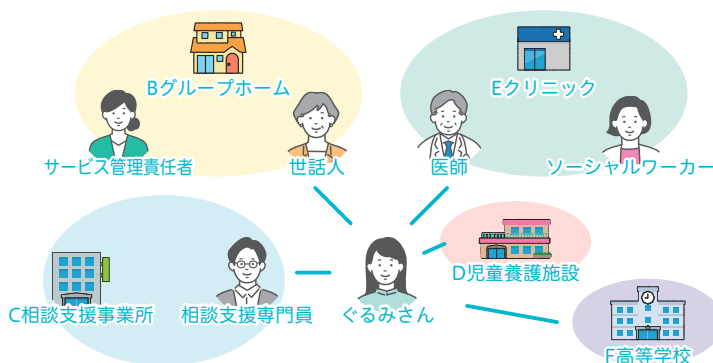 Bグループホーム
サービス管理責任者
世話人
Eクリニック
医師
ソーシャルワーカー
C相談支援事業所
相談支援専門員
ぐるみさん
D児童養護施設
F高等学校